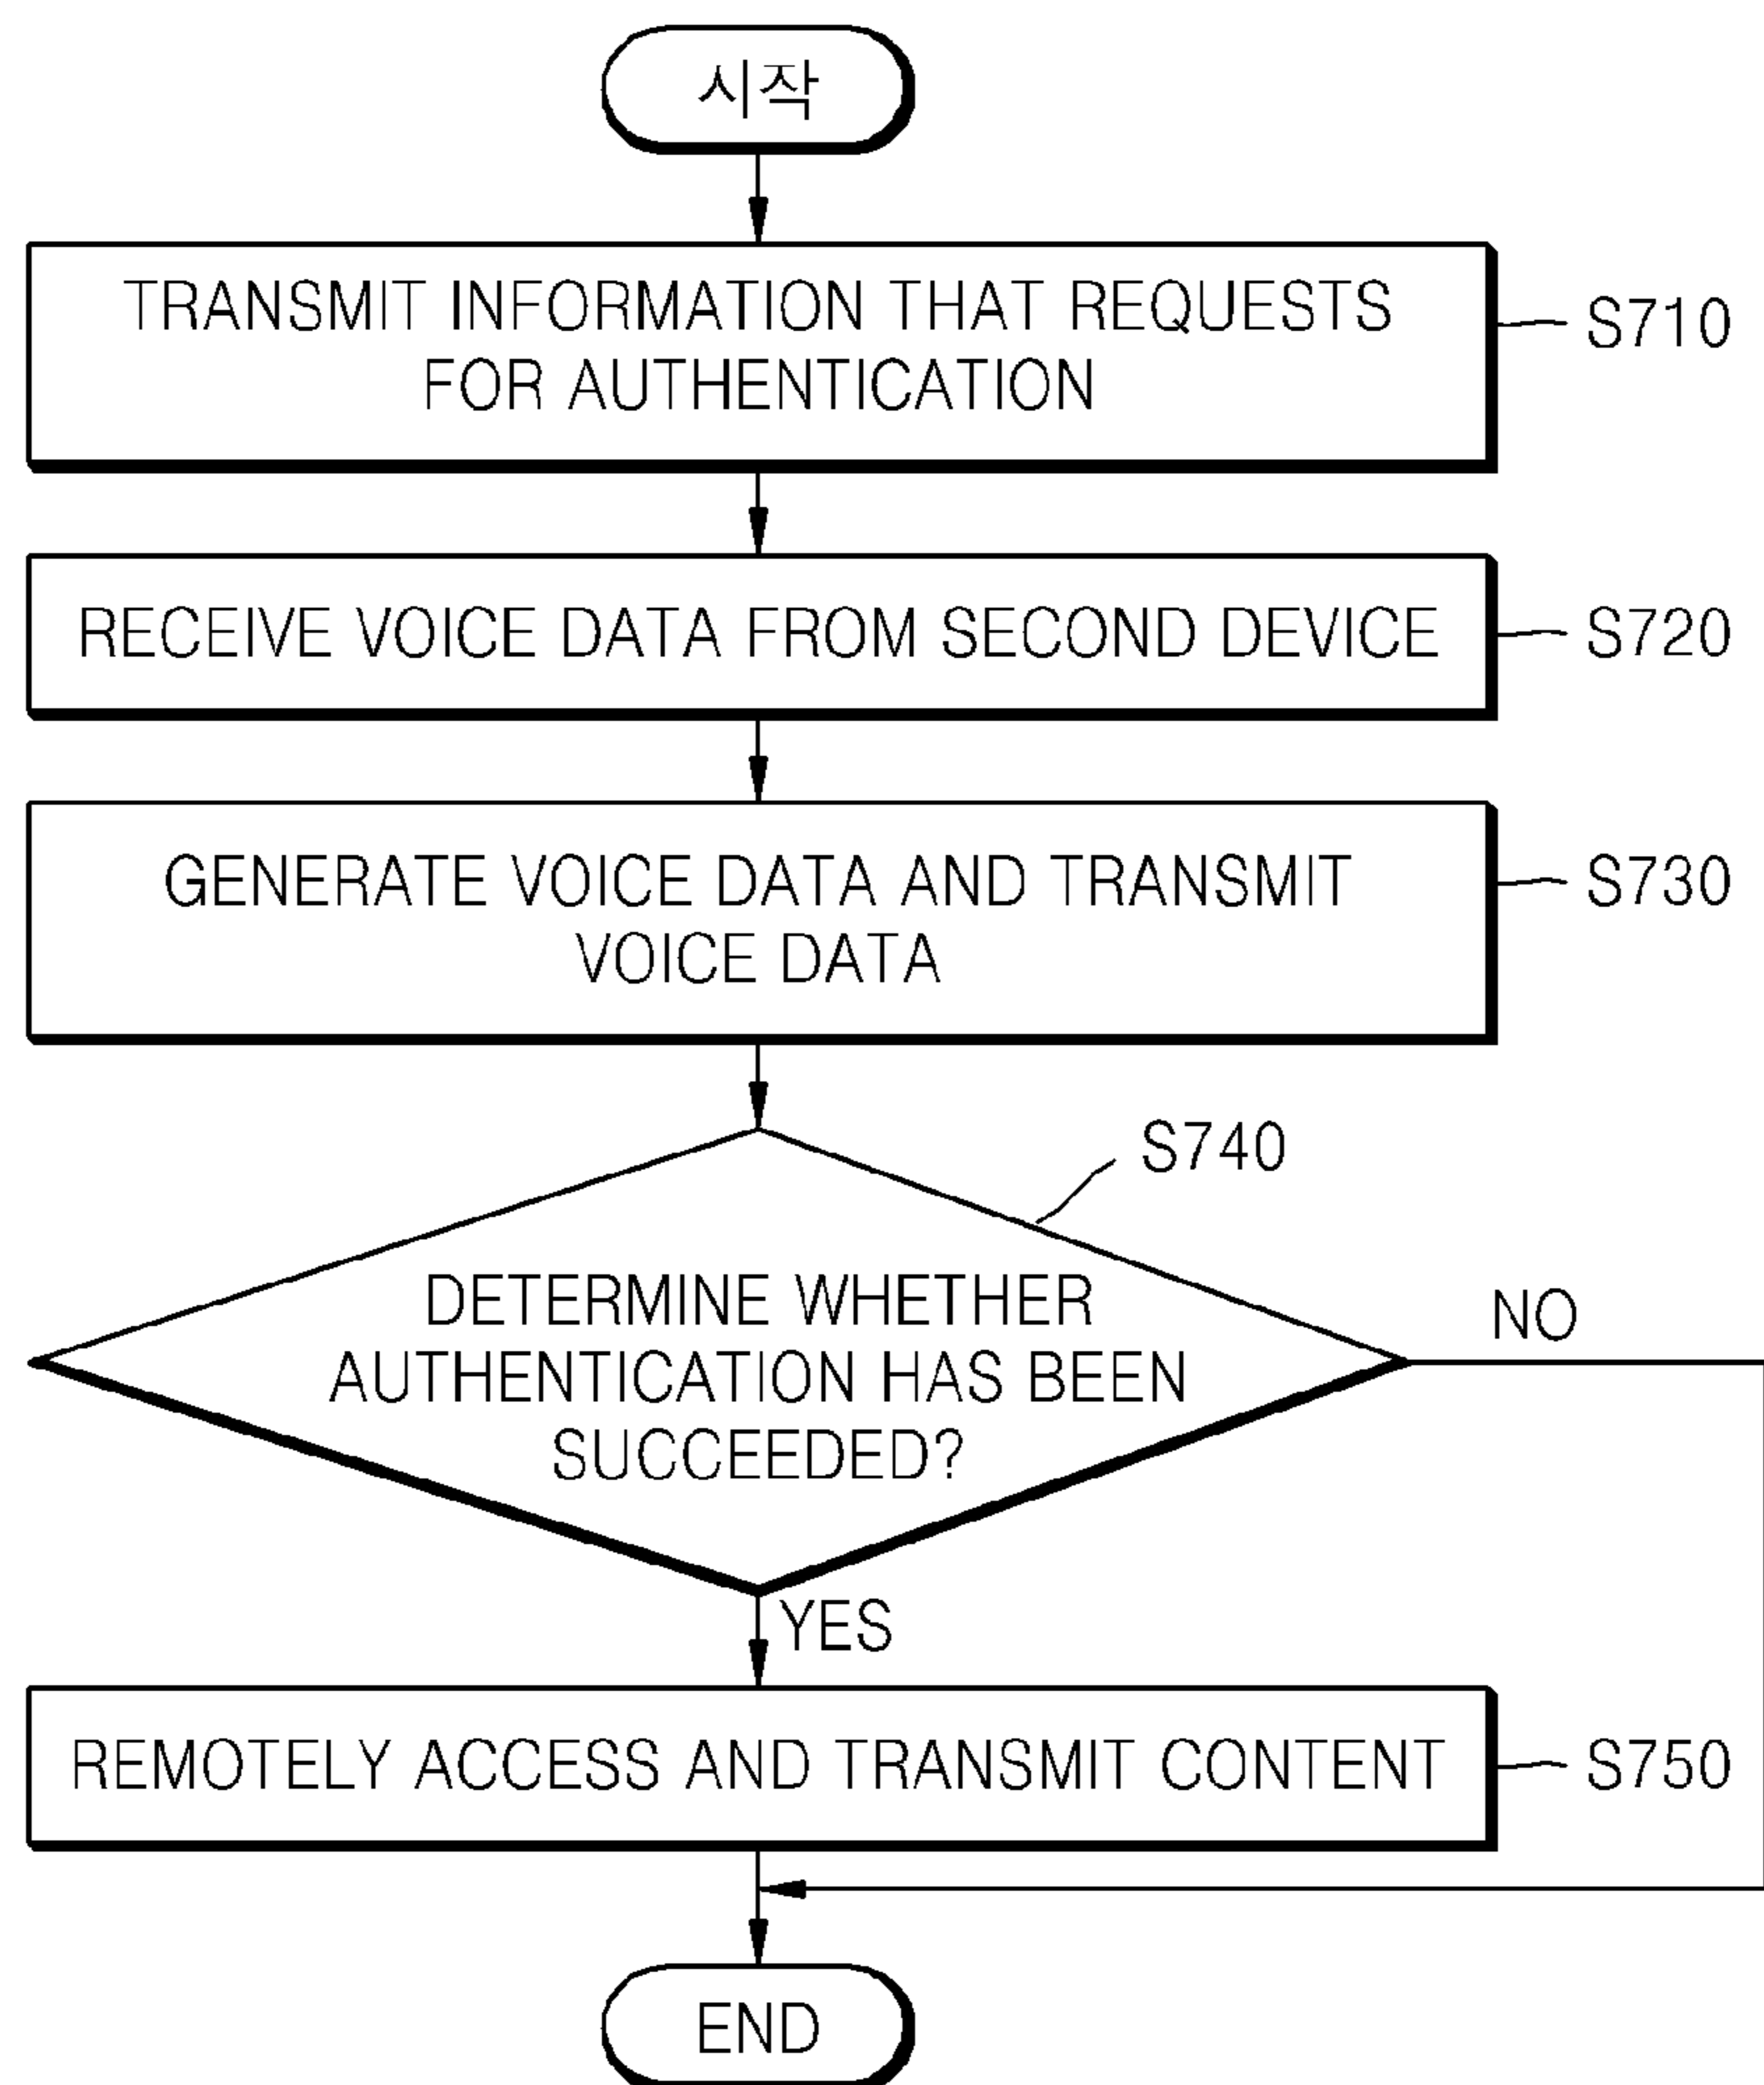 시작
TRANSMIT INFORMATION THAT REQUESTS
FOR AUTHENTICATION
S710
RECEIVE VOICE DATA FROM SECOND DEVICE
S720
GENERATE VOICE DATA AND TRANSMIT
VOICE DATA
S730
S740
DETERMINE WHETHER
AUTHENTICATION HAS BEEN
SUCCEEDED?
NO
YES
REMOTELY ACCESS AND TRANSMIT CONTENT
S750
END